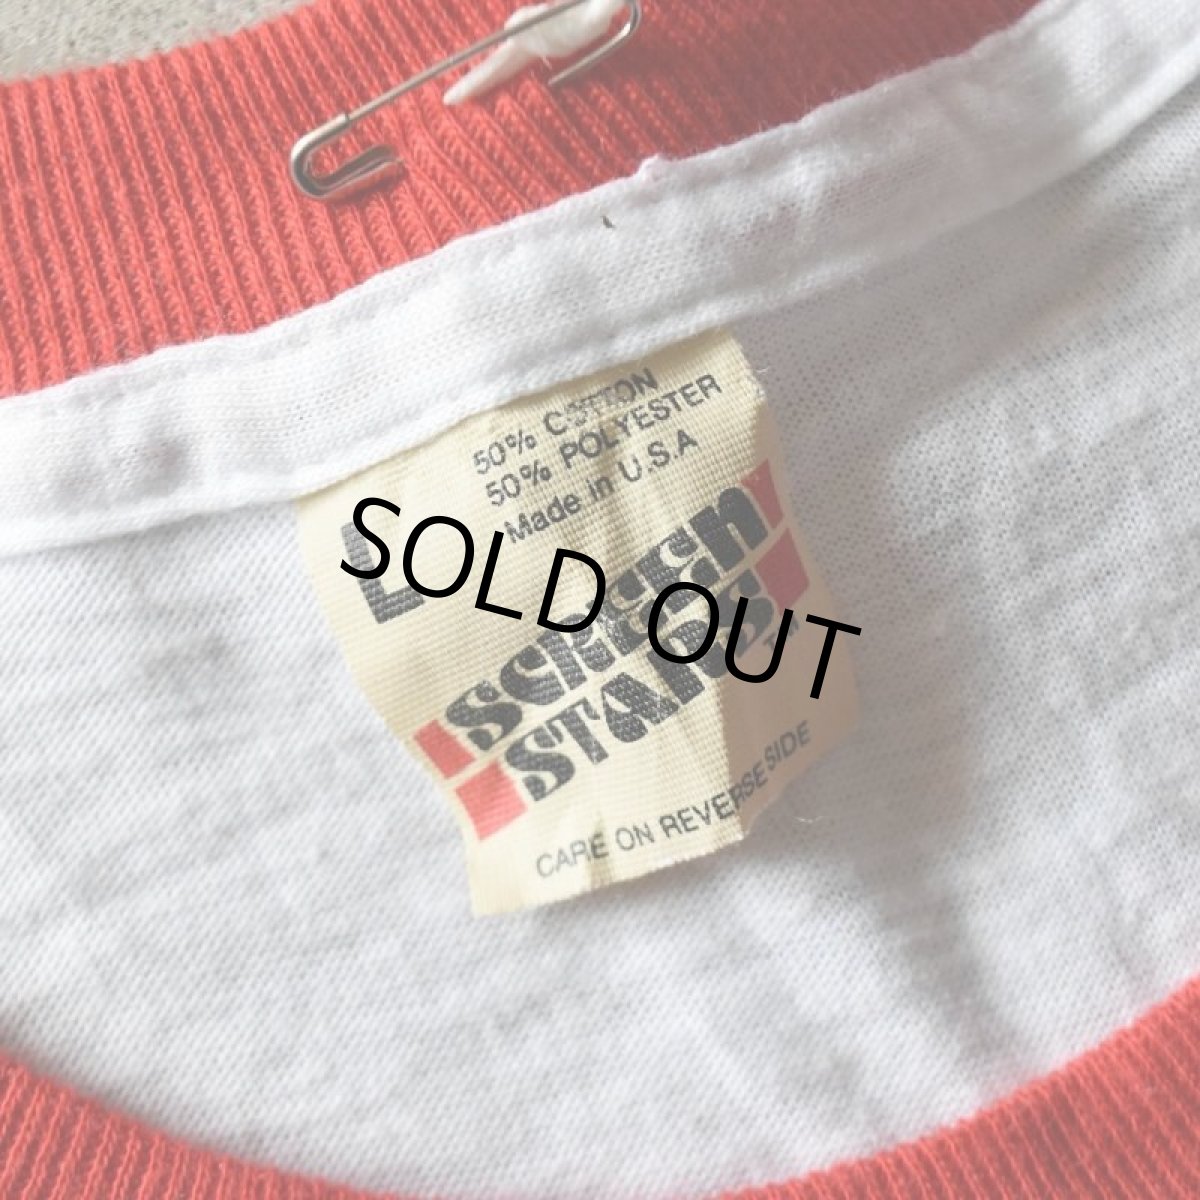 50% COTTON
50% POLYESTER
Made in U.S.A
L
SCREEN
STARS
CARE ON REVERSE SIDE
SOLD OUT